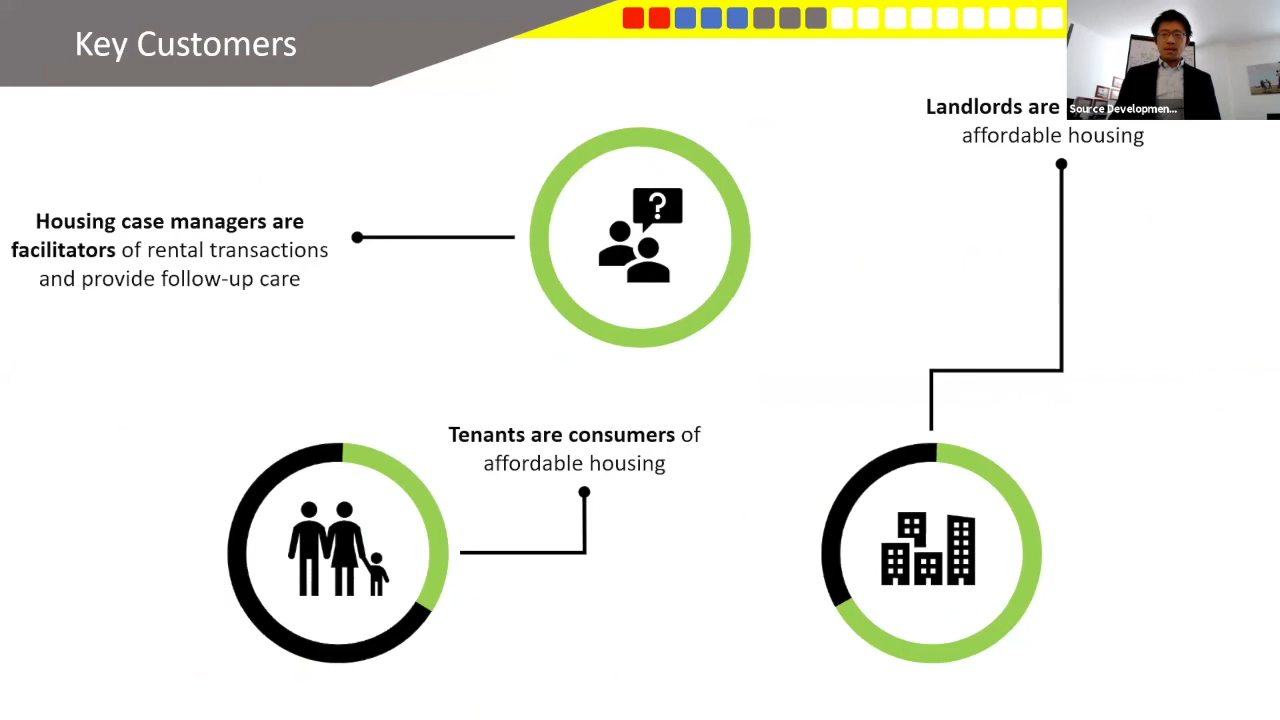 Key Customers
Source Developmen...
Landlords are
affordable housing
?
Housing case managers are
facilitators of rental transactions
and provide follow-up care
Tenants are consumers of
affordable housing